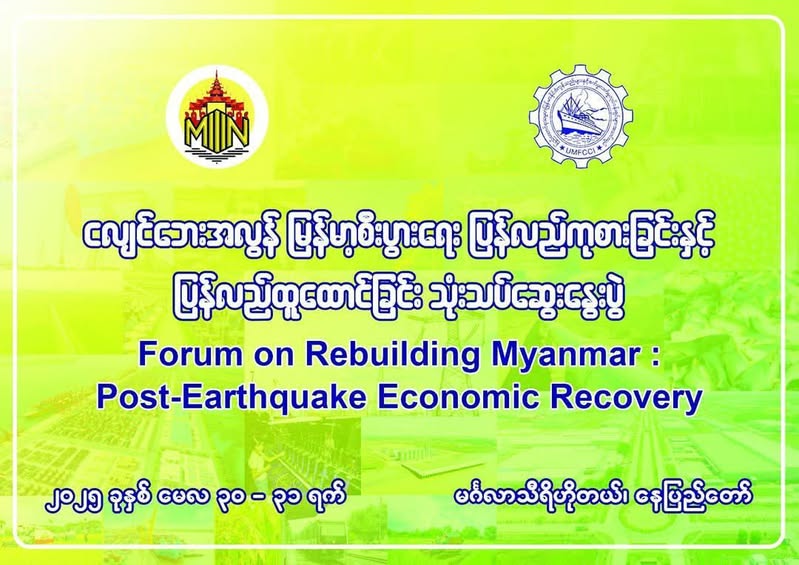 MIIN
UMFCCI
ငလျင်ဘေးအလွန် မြန်မာ့စီးပွားရေး ပြန်လည်ကုစားခြင်းနှင့်
ပြန်လည်ထူထောင်ခြင်း သုံးသပ်ဆွေးနွေးပွဲ
Forum on Rebuilding Myanmar :
Post-Earthquake Economic Recovery
၂၀၂၅ ခုနှစ် မေလ ၃၀ – ၃၁ ရက်
မင်္ဂလာသီရိဟိုတယ်၊ နေပြည်တော်